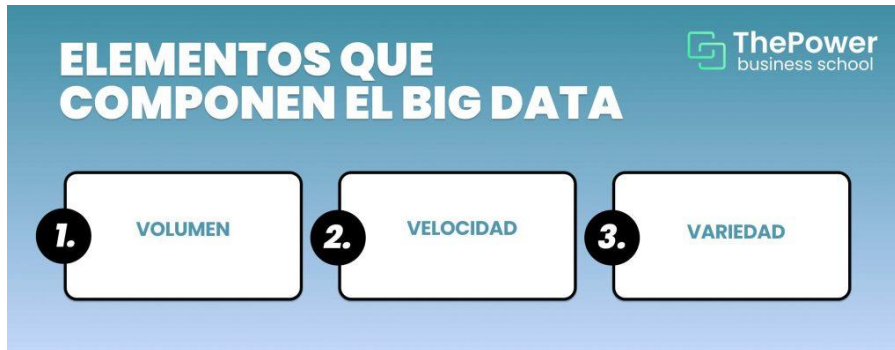 ELEMENTOS QUE
COMPONEN EL BIG DATA
ThePower
business school
1.
VOLUMEN
2.
VELOCIDAD
3.
VARIEDAD